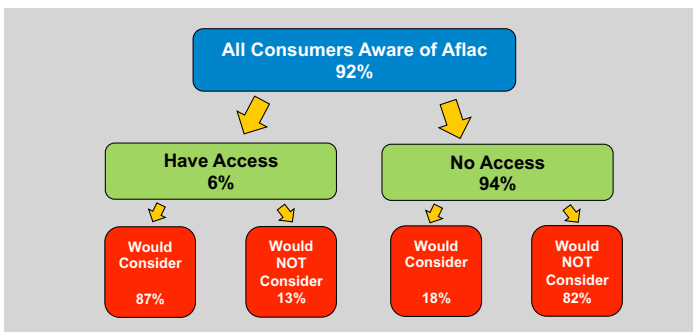 All Consumers Aware of Aflac
92%
Have Access
6%
No Access
94%
Would
Consider
87%
Would
NOT
Consider
13%
Would
Consider
18%
Would
NOT
Consider
82%